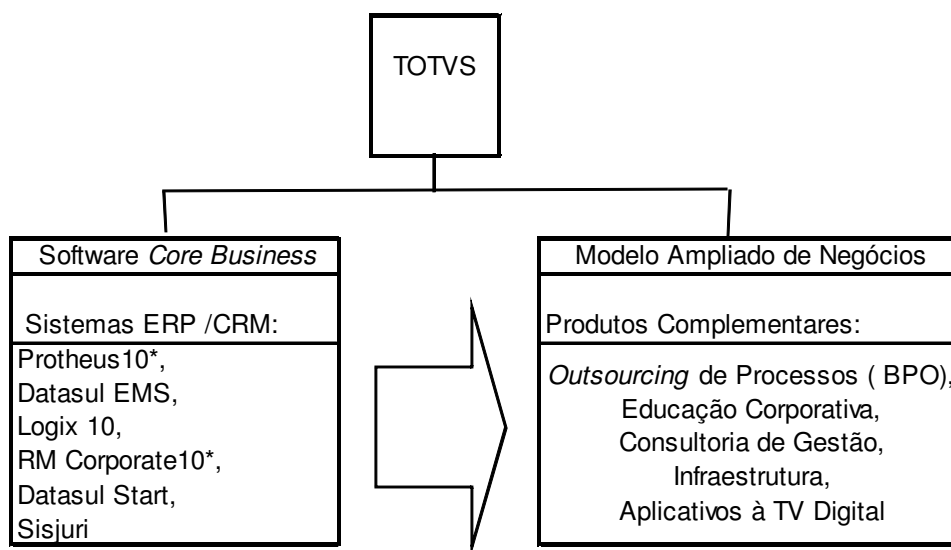 TOTVS
Software Core Business
Sistemas ERP /CRM:
Protheus10*,
Datasul EMS,
Logix 10,
RM Corporate10*,
Datasul Start,
Sisjuri
Modelo Ampliado de Negócios
Produtos Complementares:
Outsourcing de Processos ( BPO),
Educação Corporativa,
Consultoria de Gestão,
Infraestrutura,
Aplicativos à TV Digital